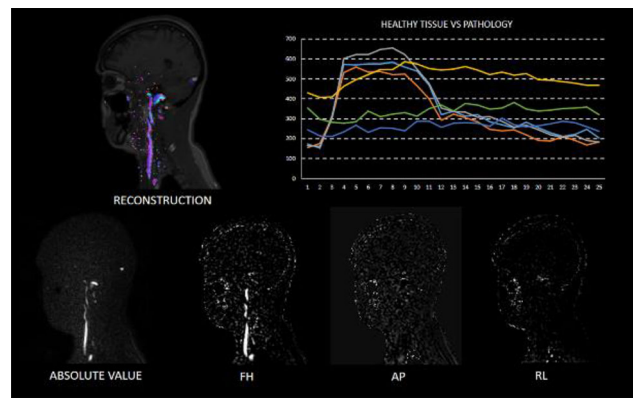 HEALTHY TISSUE VS PATHOLOGY
700
600
500
400
300
200
100
0
1 2 3 4 5 6 7 8 9 10 11 12 13 14 15 16 17 18 19 20 21 22 23 24 25
RECONSTRUCTION
ABSOLUTE VALUE FH AP RL